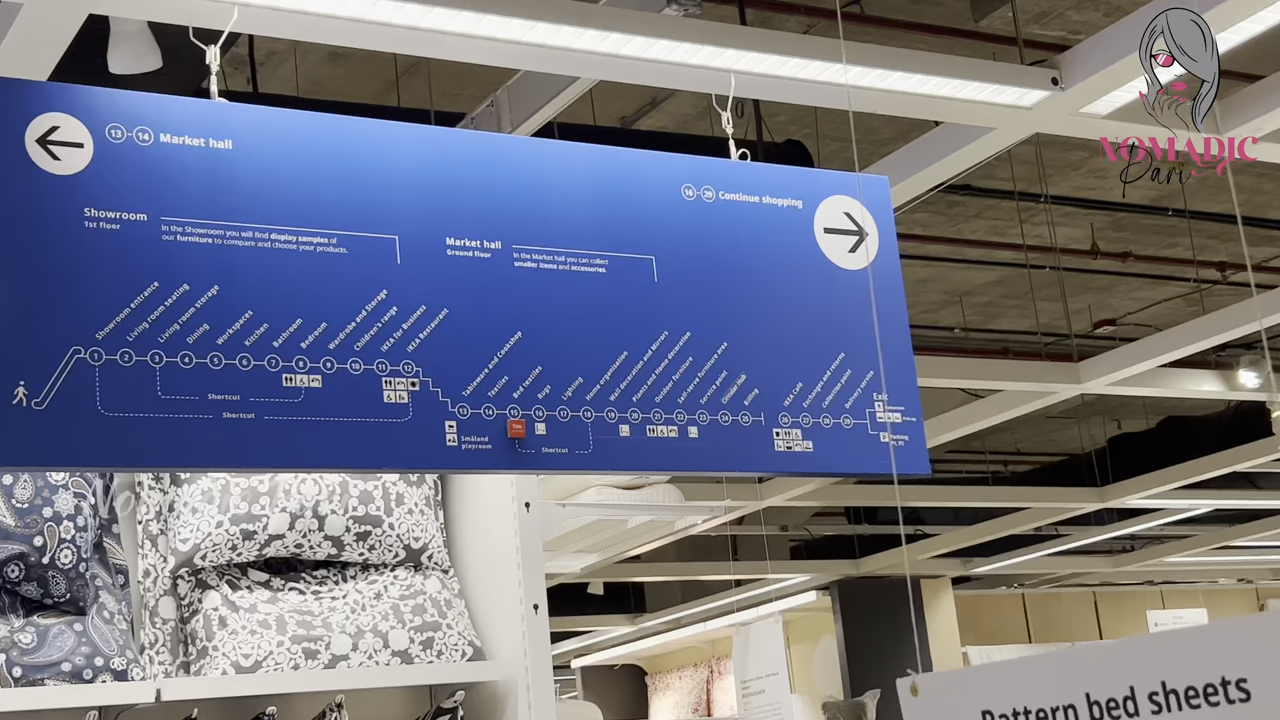 13 - 14 Market hall
16 - 29 Continue shopping
Showroom
1st floor
In the Showroom you will find display samples of
our furniture to compare and choose your products.
Market hall
Ground floor
In the Market hall you can collect
smaller items and accessories.
1 Showroom entrance
2 Living room seating
3 Living room storage
4 Dining
5 Workspaces
6 Kitchen
7 Bathroom
8 Bedroom
9 Wardrobe and Storage
10 Children's range
11 IKEA for Business
12 IKEA Restaurant
13 Tableware and Cookshop
14 Textiles
15 Bed textiles
16 Rugs
17 Lighting
18 Home organisation
19 Wall decoration and Mirrors
20 Plants and Home decoration
21 Outdoor furniture
22 Self-serve furniture area
23 Service point
24 Circular Hub
25 Billing
26 IKEA Café
27 Exchanges and returns
28 Collection point
29 Delivery service
Exit
Parking
Shortcut
Shortcut
Shortcut
You
Småland
playroom
NOMADIC
Pari
Pattern bed sheets